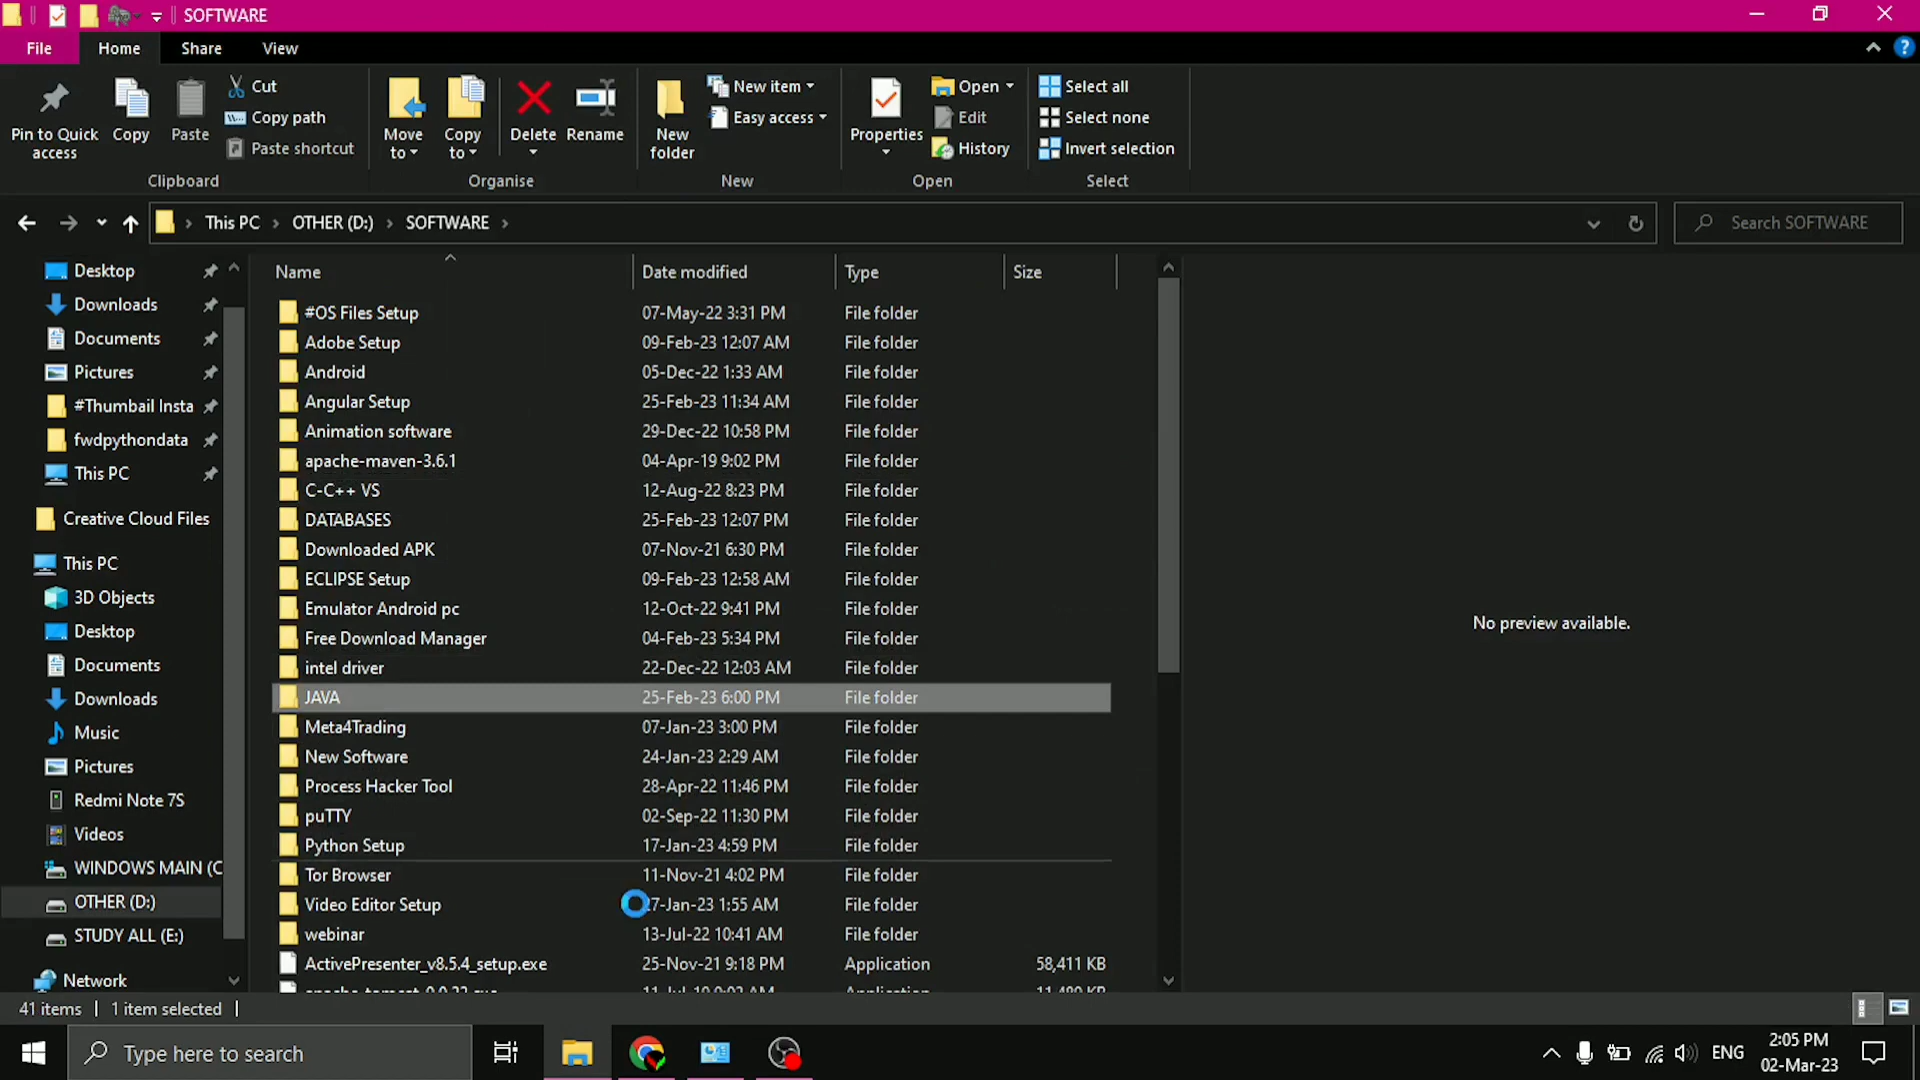 SOFTWARE
File Home Share View
Pin to Quick access
Copy
Paste
Cut
Copy path
Paste shortcut
Clipboard
Move to
Copy to
Delete
Rename
Organise
New folder
New item
Easy access
New
Properties
Open
Edit
History
Open
Select all
Select none
Invert selection
Select
This PC > OTHER (D:) > SOFTWARE >
Search SOFTWARE
Desktop
Downloads
Documents
Pictures
#Thumbail Insta
fwdpythondata
This PC
Creative Cloud Files
This PC
3D Objects
Desktop
Documents
Downloads
Music
Pictures
Redmi Note 7S
Videos
WINDOWS MAIN (C
OTHER (D:)
STUDY ALL (E:)
Network
Name Date modified Type Size
#OS Files Setup 07-May-22 3:31 PM File folder
Adobe Setup 09-Feb-23 12:07 AM File folder
Android 05-Dec-22 1:33 AM File folder
Angular Setup 25-Feb-23 11:34 AM File folder
Animation software 29-Dec-22 10:58 PM File folder
apache-maven-3.6.1 04-Apr-19 9:02 PM File folder
C-C++ VS 12-Aug-22 8:23 PM File folder
DATABASES 25-Feb-23 12:07 PM File folder
Downloaded APK 07-Nov-21 6:30 PM File folder
ECLIPSE Setup 09-Feb-23 12:58 AM File folder
Emulator Android pc 12-Oct-22 9:41 PM File folder
Free Download Manager 04-Feb-23 5:34 PM File folder
intel driver 22-Dec-22 12:03 AM File folder
JAVA 25-Feb-23 6:00 PM File folder
Meta4Trading 07-Jan-23 3:00 PM File folder
New Software 24-Jan-23 2:29 AM File folder
Process Hacker Tool 28-Apr-22 11:46 PM File folder
puTTY 02-Sep-22 11:30 PM File folder
Python Setup 17-Jan-23 4:59 PM File folder
Tor Browser 11-Nov-21 4:02 PM File folder
Video Editor Setup 27-Jan-23 1:55 AM File folder
webinar 13-Jul-22 10:41 AM File folder
ActivePresenter_v8.5.4_setup.exe 25-Nov-21 9:18 PM Application 58,411 KB
No preview available.
41 items 1 item selected
Type here to search
ENG
2:05 PM
02-Mar-23